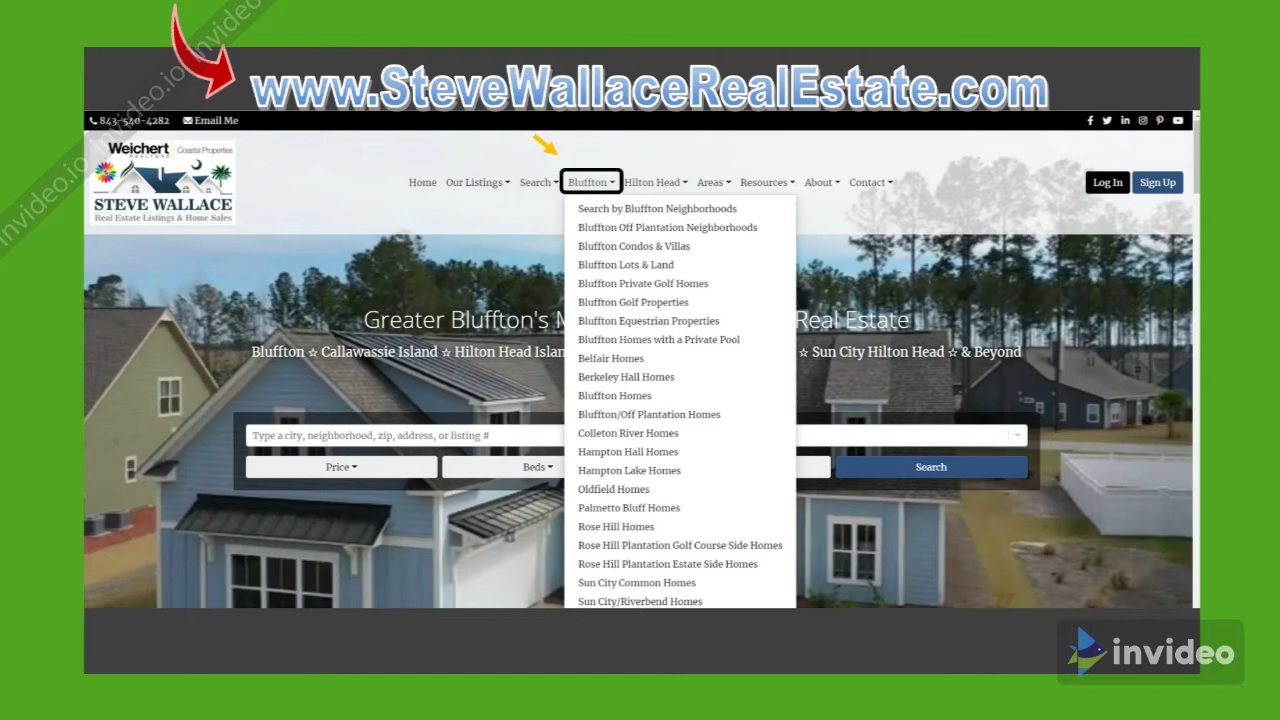 www.SteveWallaceRealEstate.com
843-540-4282 Email Me
Weichert Coastal Properties
REALTORS
STEVE WALLACE
Real Estate Listings & Home Sales
Home Our Listings Search Bluffton Hilton Head Areas Resources About Contact
Log In Sign Up
Search by Bluffton Neighborhoods
Bluffton Off Plantation Neighborhoods
Bluffton Condos & Villas
Bluffton Lots & Land
Bluffton Private Golf Homes
Bluffton Golf Properties
Bluffton Equestrian Properties
Bluffton Homes with a Private Pool
Belfair Homes
Berkeley Hall Homes
Bluffton Homes
Bluffton/Off Plantation Homes
Colleton River Homes
Hampton Hall Homes
Hampton Lake Homes
Oldfield Homes
Palmetto Bluff Homes
Rose Hill Homes
Rose Hill Plantation Golf Course Side Homes
Rose Hill Plantation Estate Side Homes
Sun City Common Homes
Sun City/Riverbend Homes
Greater Bluffton's M Real Estate
Bluffton ☆ Callawassie Island ☆ Hilton Head Islan ☆ Sun City Hilton Head ☆ & Beyond
Type a city, neighborhood, zip, address, or listing #
Price Beds Search
invideo.io invideo.io invideo
invideo